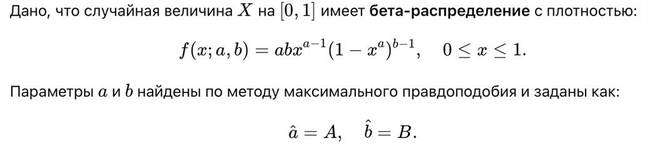 Дано, что случайная величина X на [0, 1] имеет бета-распределение с плотностью:
f(x; a, b) = abx^{a−1}(1 − x^a)^{b−1}, 0 ≤ x ≤ 1.
Параметры a и b найдены по методу максимального правдоподобия и заданы как:
â = A, b̂ = B.